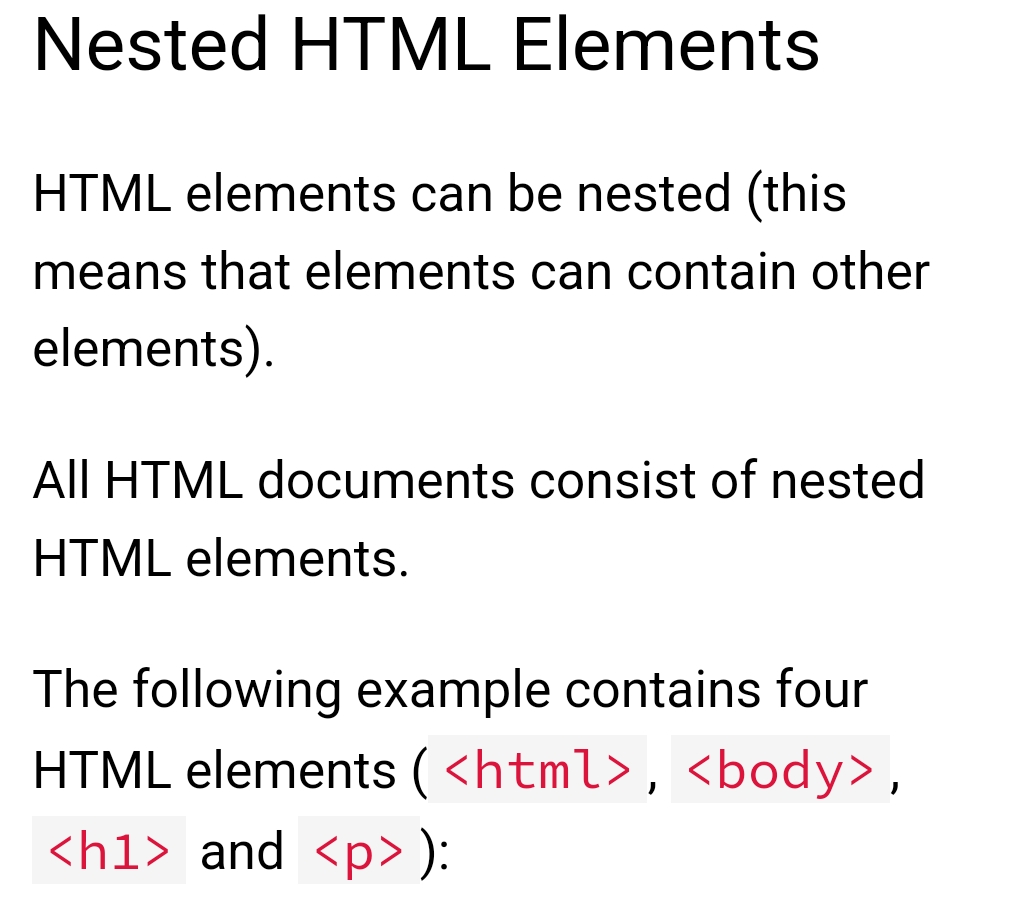 Nested HTML Elements
HTML elements can be nested (this
means that elements can contain other
elements).
All HTML documents consist of nested
HTML elements.
The following example contains four
HTML elements ( <html> , <body> ,
<h1> and <p> ):